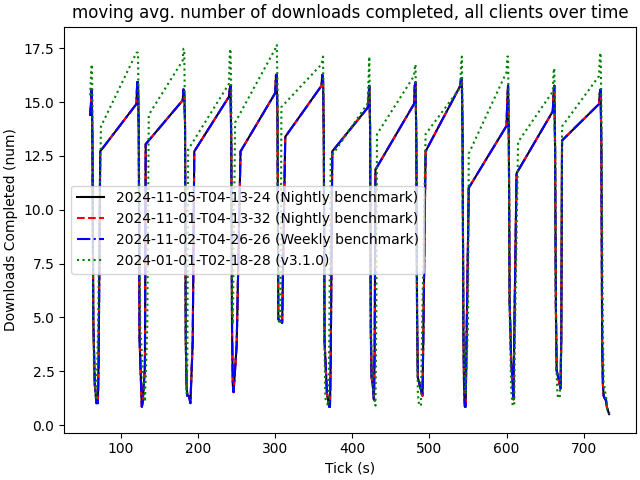 moving avg. number of downloads completed, all clients over time
Downloads Completed (num)
17.5
15.0
12.5
10.0
7.5
5.0
2.5
0.0
2024-11-05-T04-13-24 (Nightly benchmark)
2024-11-01-T04-13-32 (Nightly benchmark)
2024-11-02-T04-26-26 (Weekly benchmark)
2024-01-01-T02-18-28 (v3.1.0)
100 200 300 400 500 600 700
Tick (s)